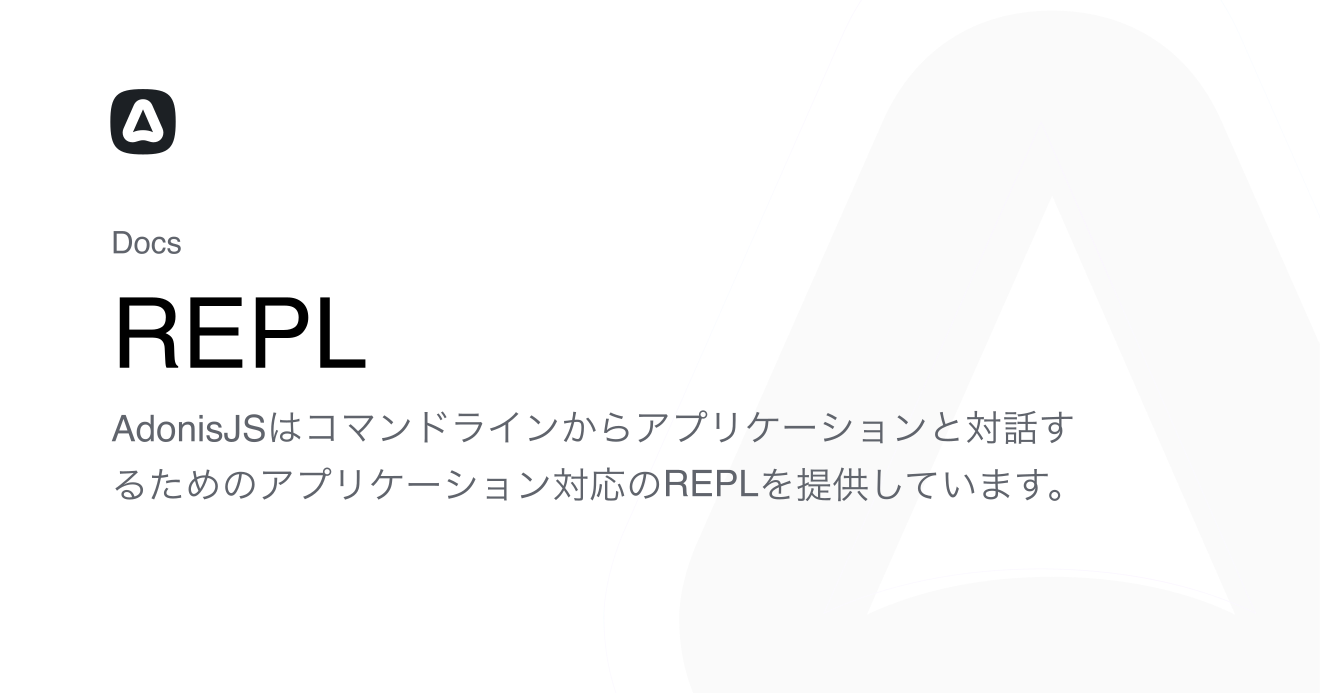 Docs
REPL
AdonisJSはコマンドラインからアプリケーションと対話す
るためのアプリケーション対応のREPLを提供しています。